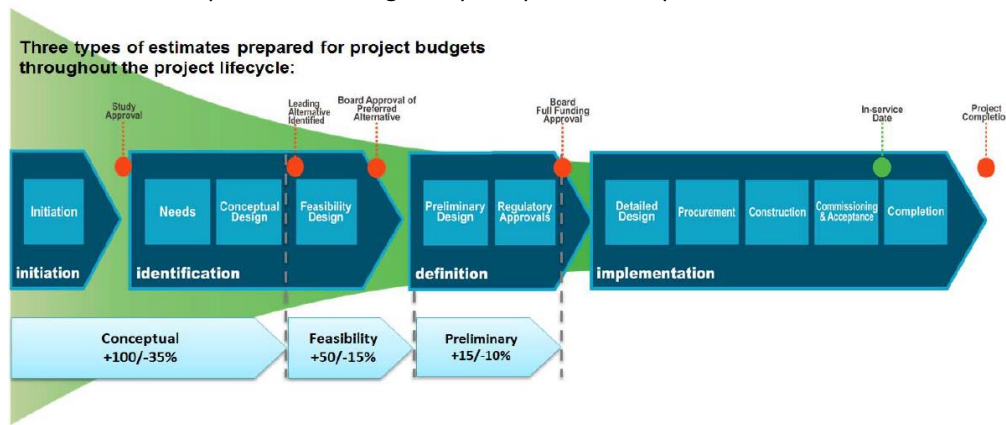 Three types of estimates prepared for project budgets
throughout the project lifecycle:
Study
Approval
Leading
Alternative
Identified
Board Approval of
Preferred
Alternative
Board
Full Funding
Approval
In-service
Date
Project
Completio
Initiation
Needs
Conceptual
Design
Feasibility
Design
Preliminary
Design
Regulatory
Approvals
Detailed
Design
Procurement
Construction
Commissioning
& Acceptance
Completion
initiation
identification
definition
implementation
Conceptual
+100/-35%
Feasibility
+50/-15%
Preliminary
+15/-10%